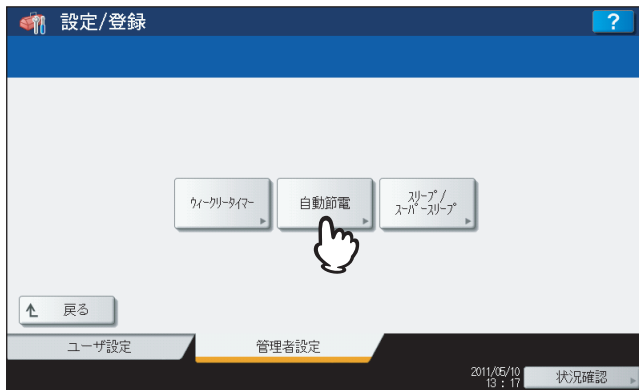 設定/登録
?
ウィークリータイマー
自動節電
スリープ/
スーパースリープ
戻る
ユーザ設定
管理者設定
2011/05/10
13:17
状況確認